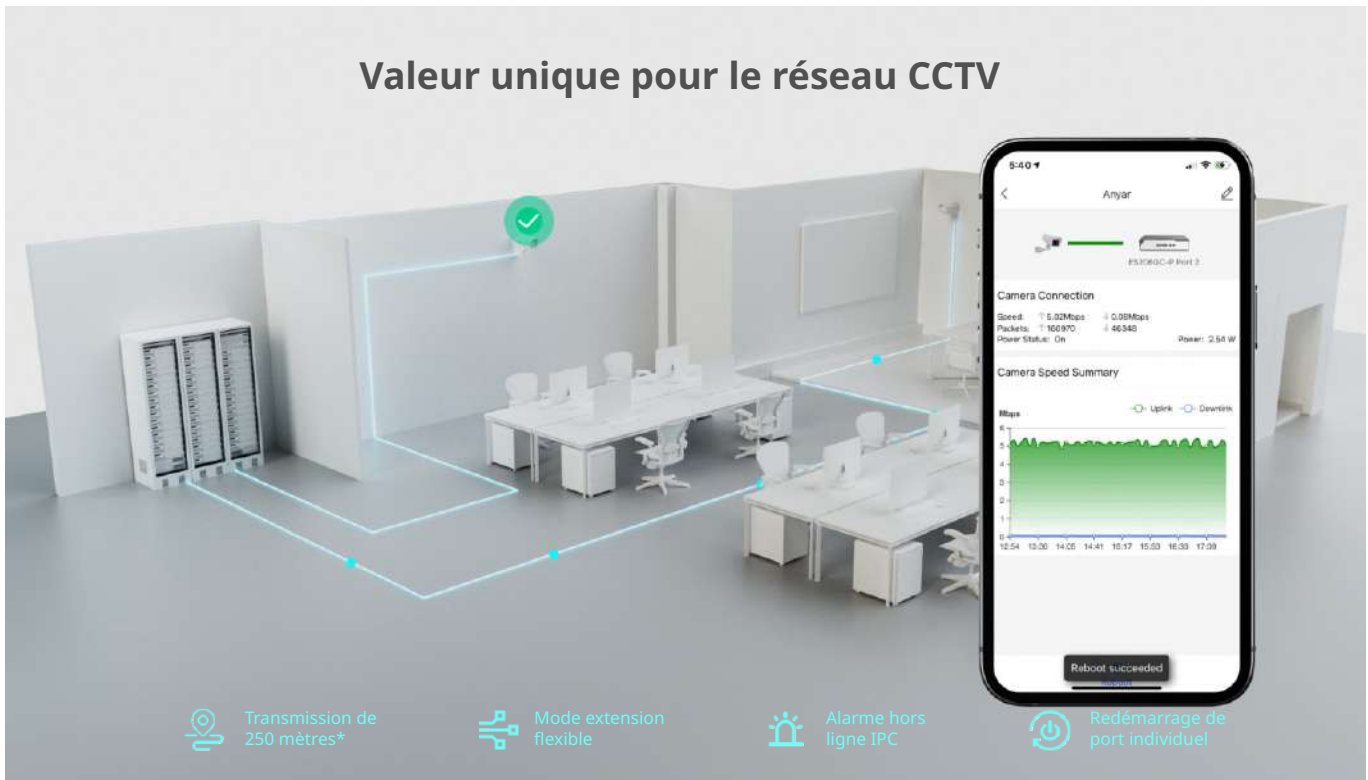 Valeur unique pour le réseau CCTV
5:40
Anyar
ES206GC-P Port 2
Camera Connection
Speed: 5.02Mbps 0.08Mbps
Packets: 160970 46348
Power Status: On Power: 2.54 W
Camera Speed Summary
Mbps Uplink Downlink
6
5
4
3
2
1
0
12:54 13:30 14:05 14:41 15:17 15:53 16:33 17:09
Reboot succeeded
Transmission de
250 mètres*
Mode extension
flexible
Alarme hors
ligne IPC
Redémarrage de
port individuel